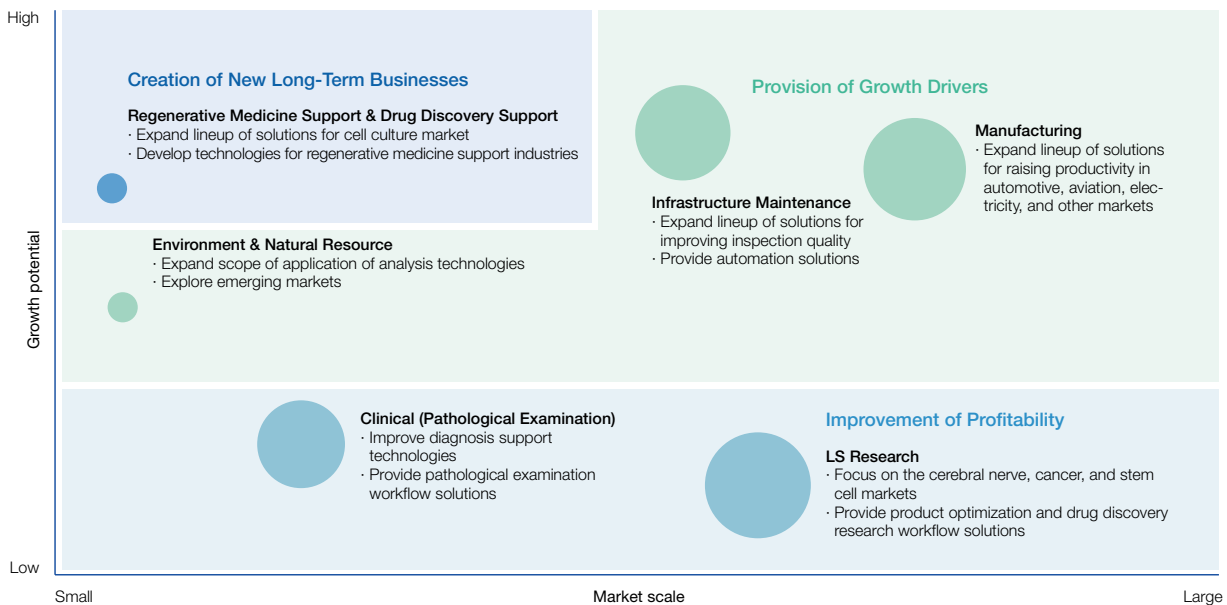 High
Creation of New Long-Term Businesses
Regenerative Medicine Support & Drug Discovery Support
· Expand lineup of solutions for cell culture market
· Develop technologies for regenerative medicine support industries
Provision of Growth Drivers
Manufacturing
· Expand lineup of solutions
for raising productivity in
automotive, aviation, elec-
tricity, and other markets
Infrastructure Maintenance
· Expand lineup of solutions for
improving inspection quality
· Provide automation solutions
Environment & Natural Resource
· Expand scope of application of analysis technologies
· Explore emerging markets
Growth potential
Clinical (Pathological Examination)
· Improve diagnosis support
technologies
· Provide pathological examination
workflow solutions
Improvement of Profitability
LS Research
· Focus on the cerebral nerve, cancer, and stem
cell markets
· Provide product optimization and drug discovery
research workflow solutions
Low
Small
Market scale
Large